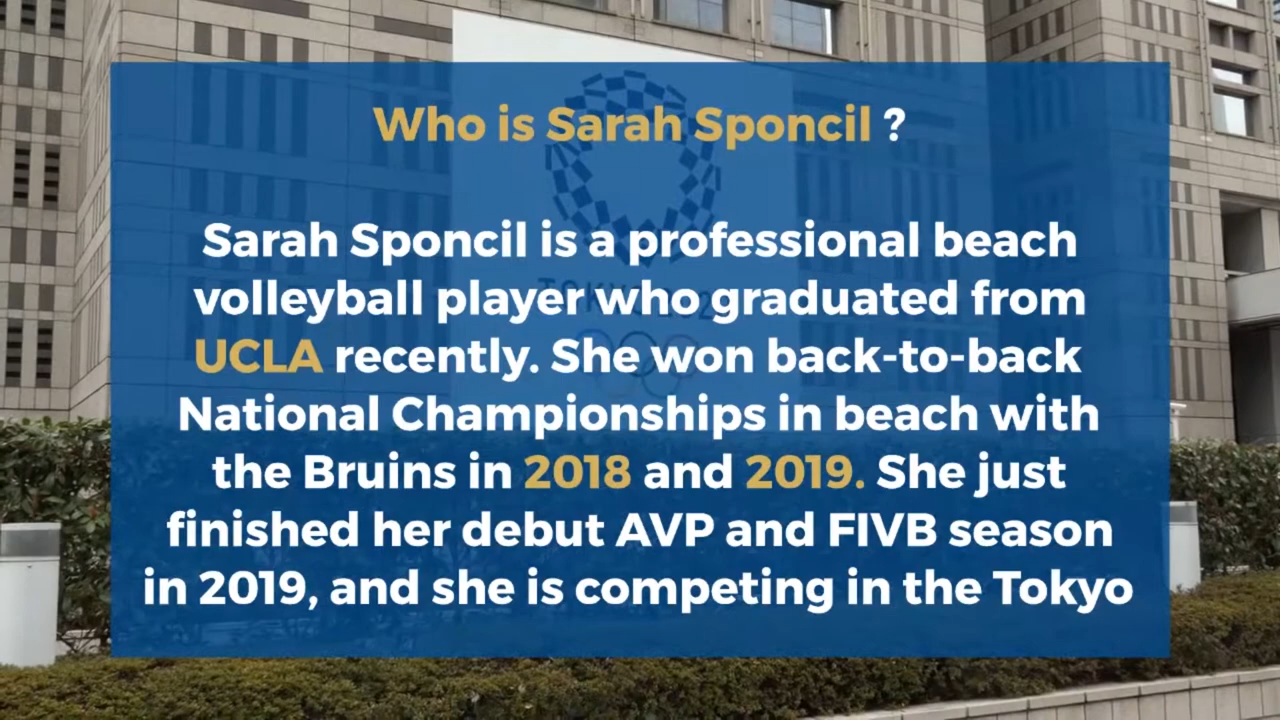 Who is Sarah Sponcil ?
Sarah Sponcil is a professional beach
volleyball player who graduated from
UCLA recently. She won back-to-back
National Championships in beach with
the Bruins in 2018 and 2019. She just
finished her debut AVP and FIVB season
in 2019, and she is competing in the Tokyo